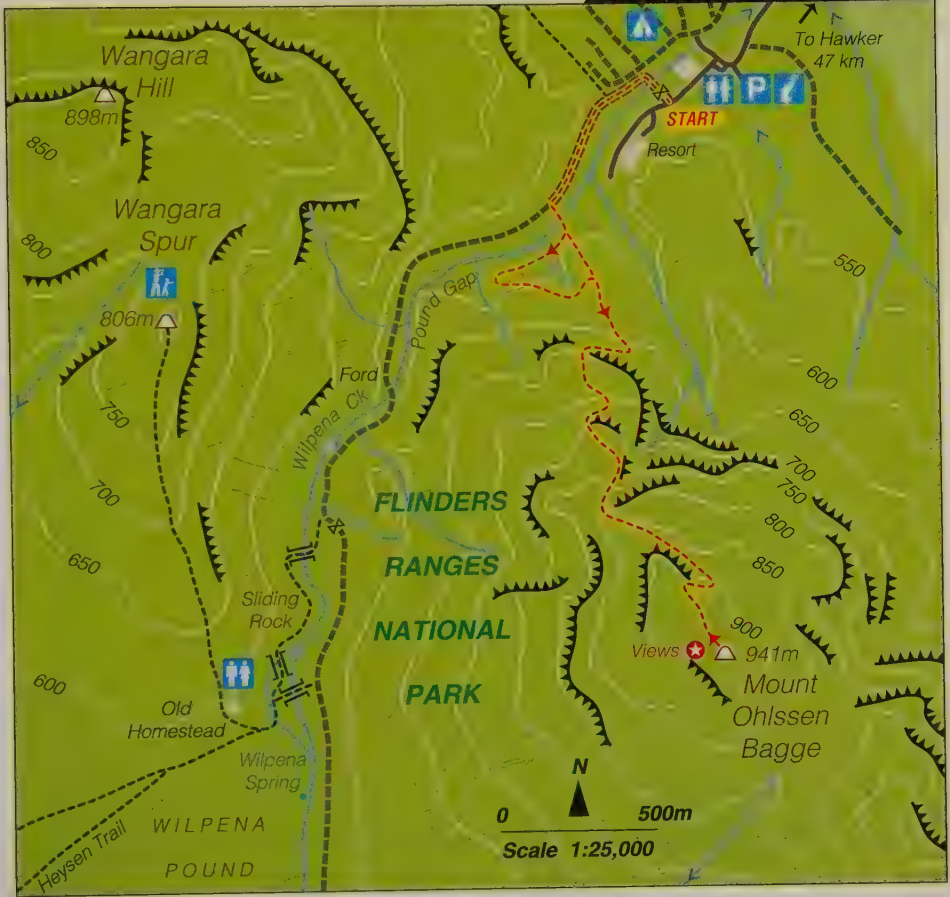 Wangara
Hill
898m
850
To Hawker
47 km
P
START
Resort
Wangara
Spur
800
806m
Pound Gap
550
Ford
Wilpena Ck
600
650
700
750
800
850
900
750
700
650
600
FLINDERS
RANGES
NATIONAL
PARK
Sliding
Rock
Views
941m
Mount
Ohlssen
Bagge
Old
Homestead
Wilpena
Spring
Heysen Trail
WILPENA
POUND
N
0 500m
Scale 1:25,000